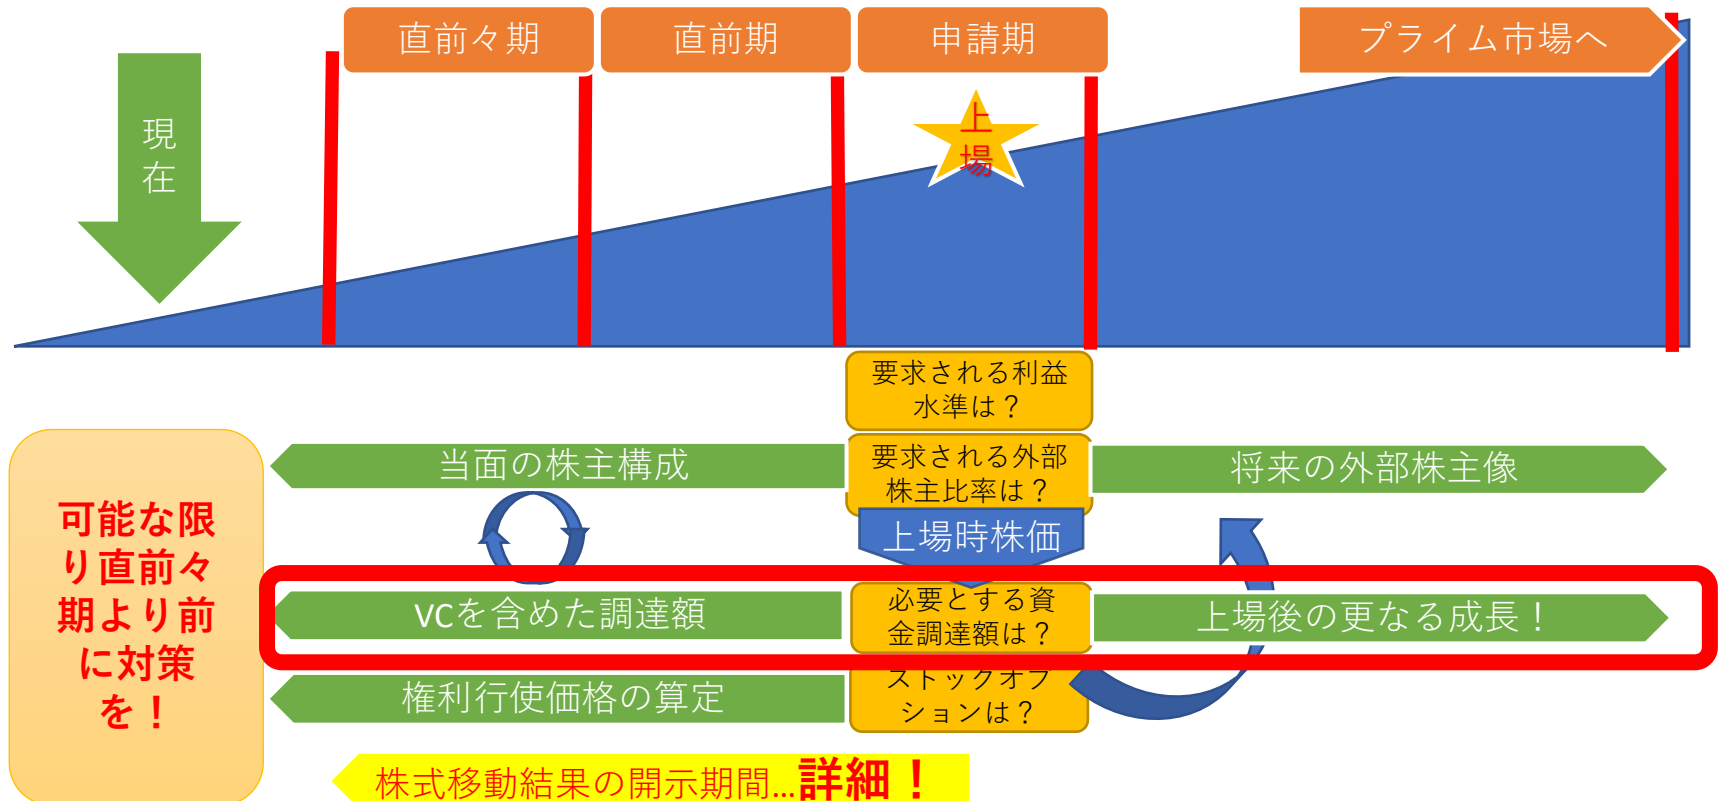 直前々期
直前期
申請期
プライム市場へ
現
在
上
場
要求される利益
水準は？
当面の株主構成
要求される外部
株主比率は？
将来の外部株主像
上場時株価
可能な限
り直前々
期より前
に対策
を！
VCを含めた調達額
必要とする資
金調達額は？
上場後の更なる成長！
権利行使価格の算定
ストックオプ
ションは？
株式移動結果の開示期間…詳細！